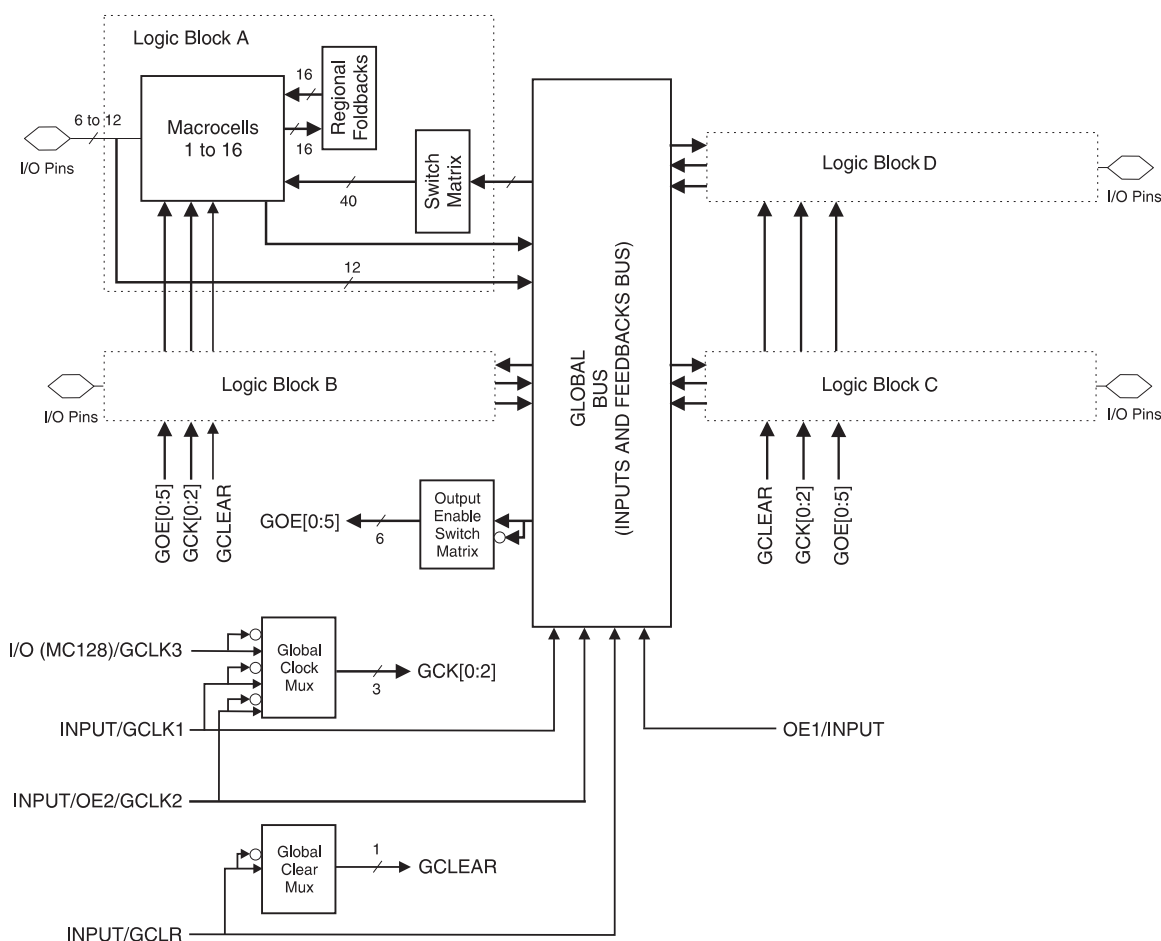 Logic Block A
16
Regional
Foldbacks
6 to 12
Macrocells
1 to 16
16
I/O Pins
40
Switch
Matrix
12
Logic Block D
I/O Pins
Logic Block B
I/O Pins
GLOBAL
BUS
(INPUTS AND FEEDBACKS BUS)
Logic Block C
I/O Pins
GOE[0:5]
GCK[0:2]
GCLEAR
GCLEAR
GCK[0:2]
GOE[0:5]
GOE[0:5]
6
Output
Enable
Switch
Matrix
I/O (MC128)/GCLK3
Global
Clock
Mux
3
GCK[0:2]
INPUT/GCLK1
OE1/INPUT
INPUT/OE2/GCLK2
Global
Clear
Mux
1
GCLEAR
INPUT/GCLR